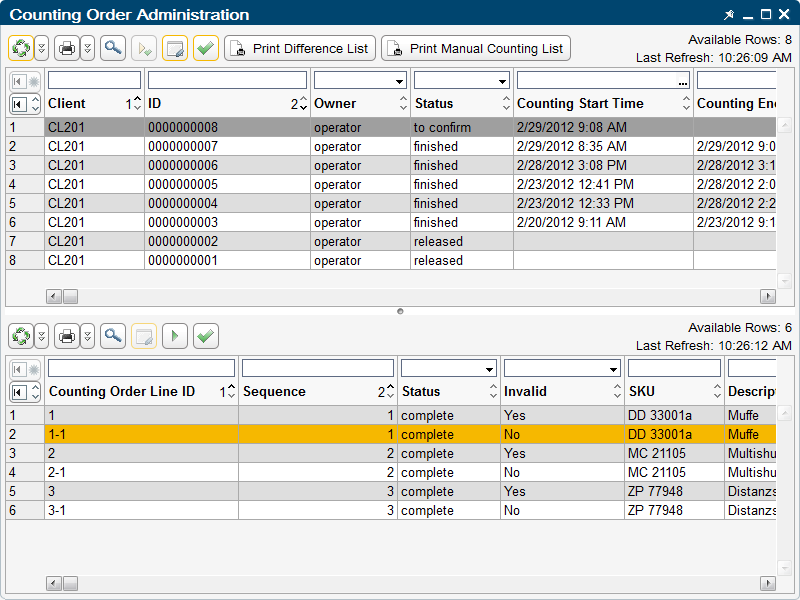 Counting Order Administration
Print Difference List Print Manual Counting List
Available Rows: 8
Last Refresh: 10:26:09 AM
...
Client 1 ID 2 Owner Status Counting Start Time Counting En
1 CL201 0000000008 operator to confirm 2/29/2012 9:08 AM
2 CL201 0000000007 operator finished 2/29/2012 8:35 AM 2/29/2012 9:0
3 CL201 0000000006 operator finished 2/28/2012 3:08 PM 2/28/2012 3:1
4 CL201 0000000005 operator finished 2/23/2012 12:41 PM 2/28/2012 2:0
5 CL201 0000000004 operator finished 2/23/2012 12:33 PM 2/28/2012 2:2
6 CL201 0000000003 operator finished 2/20/2012 9:11 AM 2/23/2012 9:1
7 CL201 0000000002 operator released
8 CL201 0000000001 operator released
Available Rows: 6
Last Refresh: 10:26:12 AM
Counting Order Line ID 1 Sequence 2 Status Invalid SKU Descrip
1 1 1 complete Yes DD 33001a Muffe
2 1-1 1 complete No DD 33001a Muffe
3 2 2 complete Yes MC 21105 Multishu
4 2-1 2 complete No MC 21105 Multishu
5 3 3 complete Yes ZP 77948 Distanzs
6 3-1 3 complete No ZP 77948 Distanzs